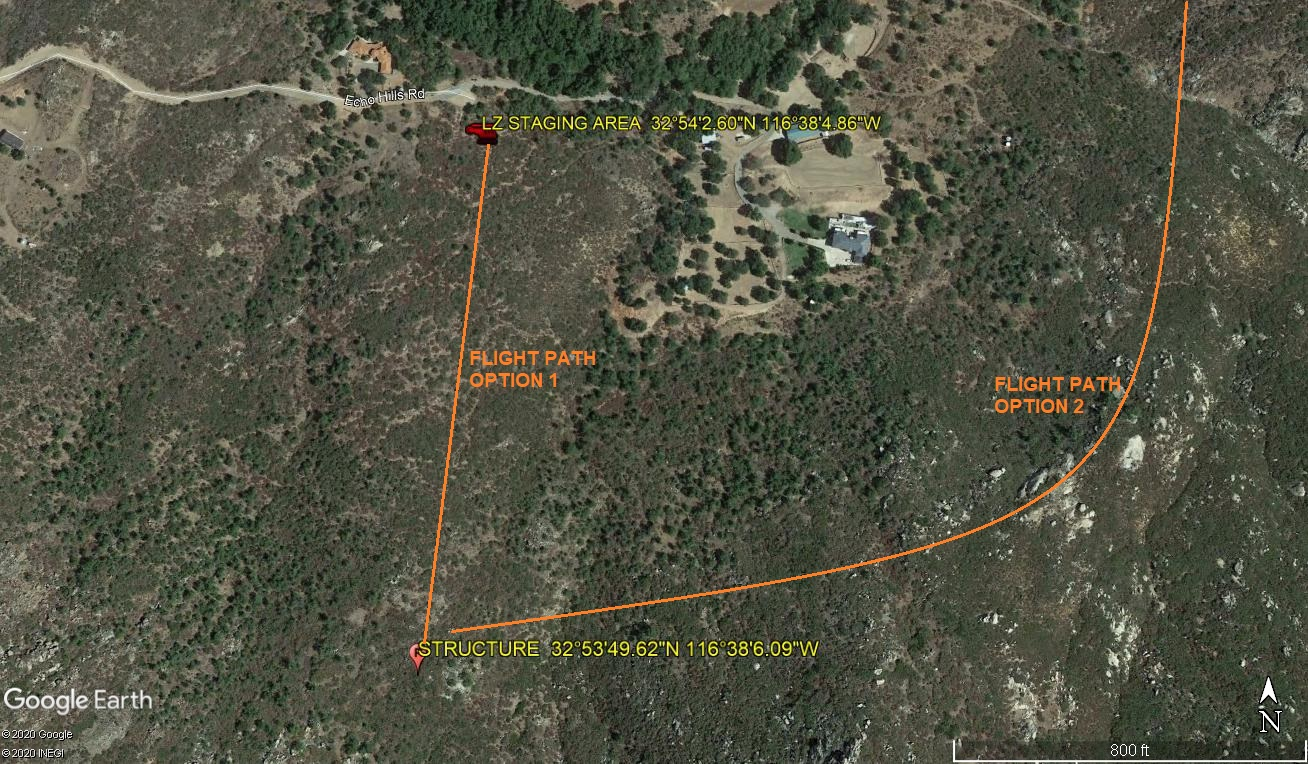 Echo Hills Rd
LZ STAGING AREA 32°54'2.60"N 116°38'4.86"W
FLIGHT PATH
OPTION 1
FLIGHT PATH
OPTION 2
STRUCTURE 32°53'49.62"N 116°38'6.09"W
Google Earth
© 2020 Google
© 2020 INEGI
N
800 ft